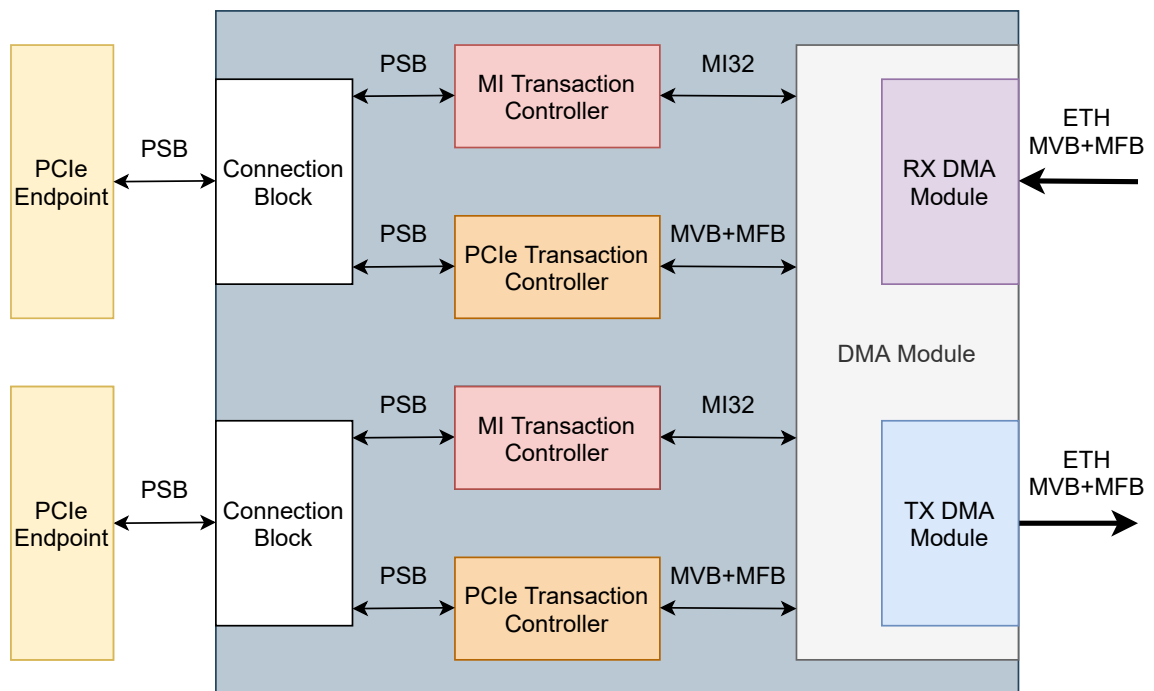 PSB
MI Transaction
Controller
MI32
ETH
MVB+MFB
PSB
PCIe
Endpoint
Connection
Block
RX DMA
Module
PSB
PCIe Transaction
Controller
MVB+MFB
DMA Module
PSB
MI Transaction
Controller
MI32
ETH
MVB+MFB
PSB
PCIe
Endpoint
Connection
Block
TX DMA
Module
PSB
PCIe Transaction
Controller
MVB+MFB